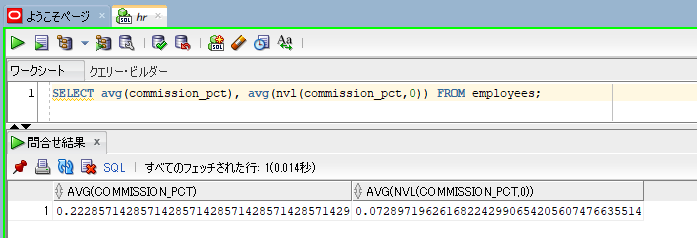 ようこそページ
hr
ワークシート クエリー・ビルダー
1 SELECT avg(commission_pct), avg(nvl(commission_pct,0)) FROM employees;
問合せ結果 x
SQL | すべてのフェッチされた行: 1(0.014秒)
AVG(COMMISSION_PCT) AVG(NVL(COMMISSION_PCT,0))
1 0.2228571428571428571428571428571428571429 0.0728971962616822429906542056074766355514